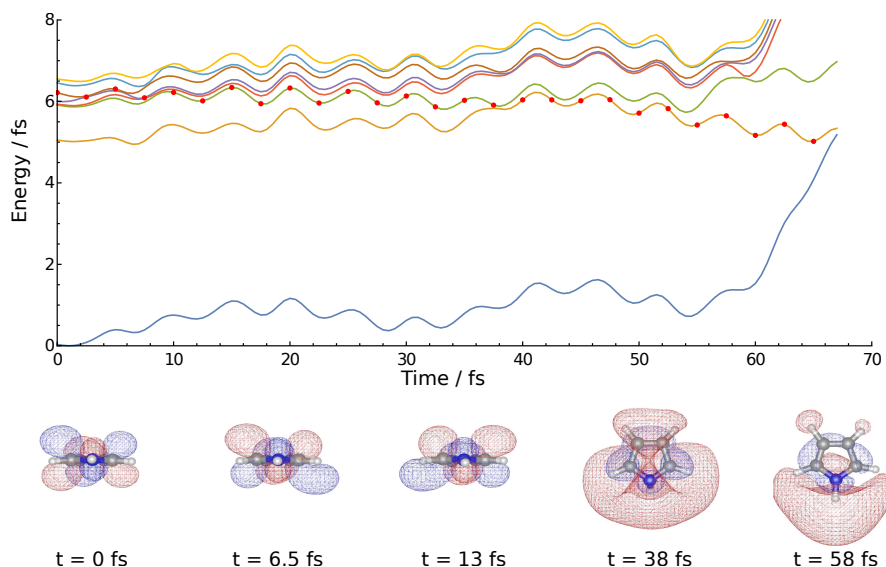 8
6
4
2
0
Energy / fs
0 10 20 30 40 50 60 70
Time / fs
t = 0 fs t = 6.5 fs t = 13 fs t = 38 fs t = 58 fs